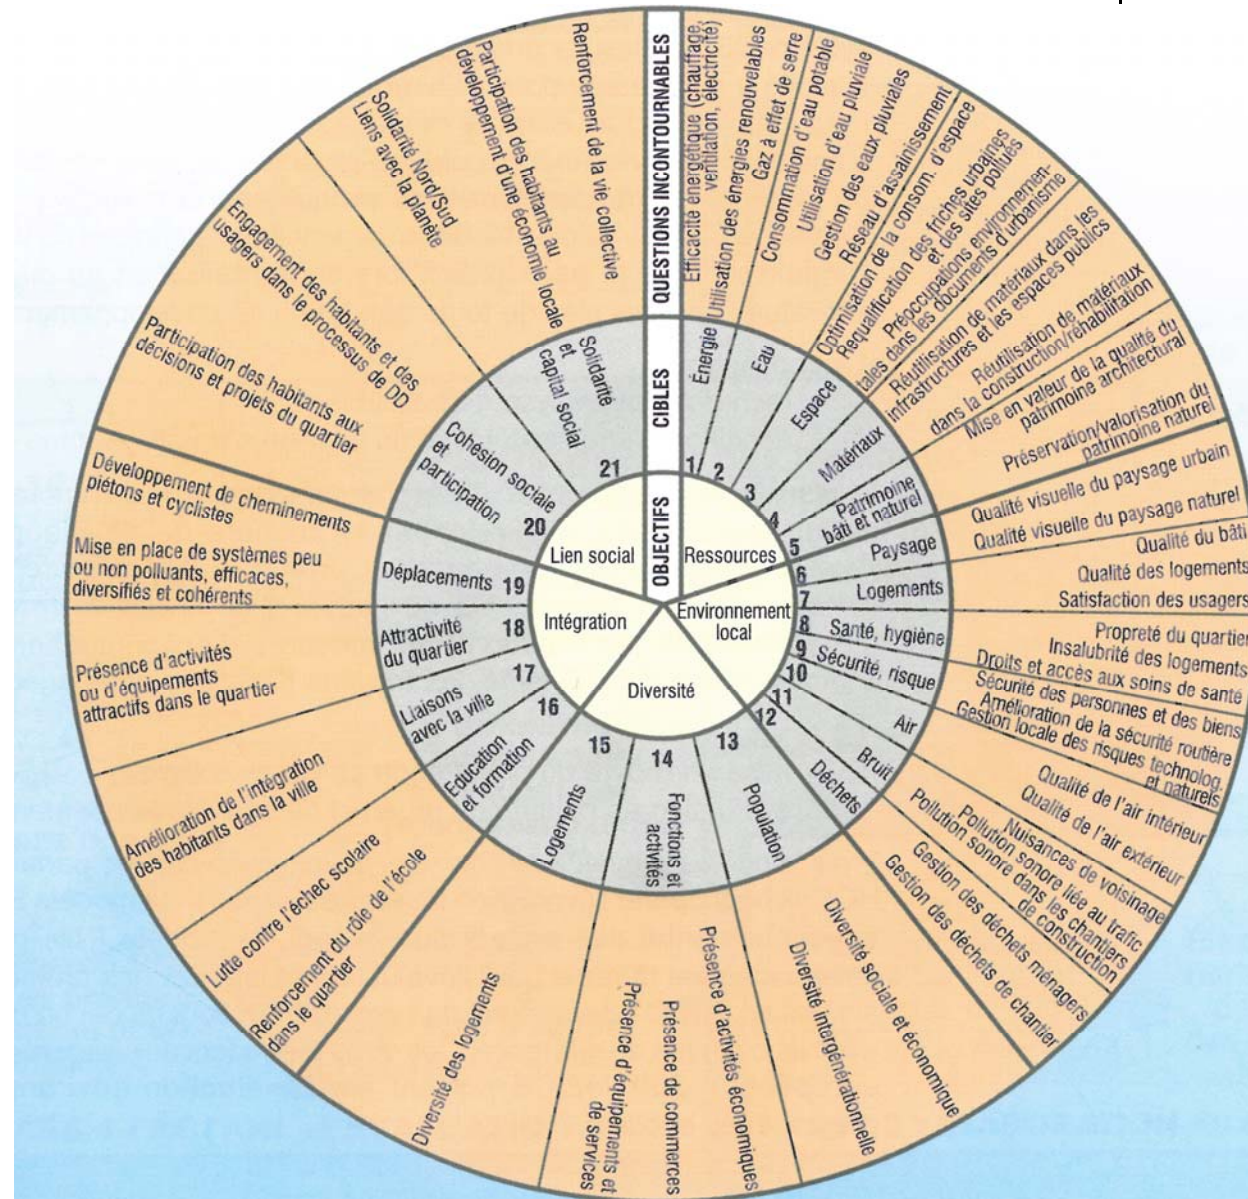 QUESTIONS INCONTOURNABLES
CIBLES
OBJECTIFS
Ressources
Environnement
local
Diversité
Intégration
Lien social
1
Énergie
Efficacité energétique (chauffage,
ventilation, électricité)
Utilisation des énergies renouvelables
Gaz à effet de serre
2
Eau
Consommation d'eau potable
Utilisation d'eau pluviale
Gestion des eaux pluviales
Réseau d'assainissement
3
Espace
Optimisation de la consom. d'espace
Requalification des friches urbaines
et des sites pollués
Préoccupations environnemen-
tales dans les documents d'urbanisme
4
Matériaux
Réutilisation de matériaux dans les
infrastructures et les espaces publics
Réutilisation de matériaux
dans la construction/réhabilitation
5
Patrimoine
bâti et naturel
Mise en valeur de la qualité du
patrimoine architectural
Préservation/valorisation du
patrimoine naturel
6
Paysage
Qualité visuelle du paysage urbain
Qualité visuelle du paysage naturel
7
Logements
Qualité du bâti
Qualité des logements
Satisfaction des usagers
8
Santé, hygiène
Propreté du quartier
Insalubrité des logements
Droits et accès aux soins de santé
9
Sécurité, risque
Sécurité des personnes et des biens
Amélioration de la sécurité routière
Gestion locale des risques technolog.
et naturels
10
Air
Qualité de l'air intérieur
Qualité de l'air extérieur
11
Bruit
Nuisances de voisinage
Pollution sonore liée au trafic
Pollution sonore dans les chantiers
de construction
12
Déchets
Gestion des déchets ménagers
Gestion des déchets de chantier
13
Population
Diversité sociale et économique
Diversité intergénérationnelle
14
Fonctions et
activités
Présence d'activités économiques
Présence de commerces
Présence d'équipements et
de services
15
Logements
Diversité des logements
16
Education
et formation
Renforcement du rôle de l'école
dans le quartier
Lutte contre l'échec scolaire
17
Liaisons
avec la ville
Amélioration de l'intégration
des habitants dans la ville
18
Attractivité
du quartier
Présence d'activités
ou d'équipements
attractifs dans le quartier
19
Déplacements
Mise en place de systèmes peu
ou non polluants, efficaces,
diversifiés et cohérents
Développement de cheminements
piétons et cyclistes
20
Cohésion sociale
et
participation
Participation des habitants aux
décisions et projets du quartier
Engagement des habitants et des
usagers dans le processus de DD
21
Solidarité
et
capital social
Solidarité Nord/Sud
Liens avec la planète
Participation des habitants au
développement d'une économie locale
Renforcement de la vie collective